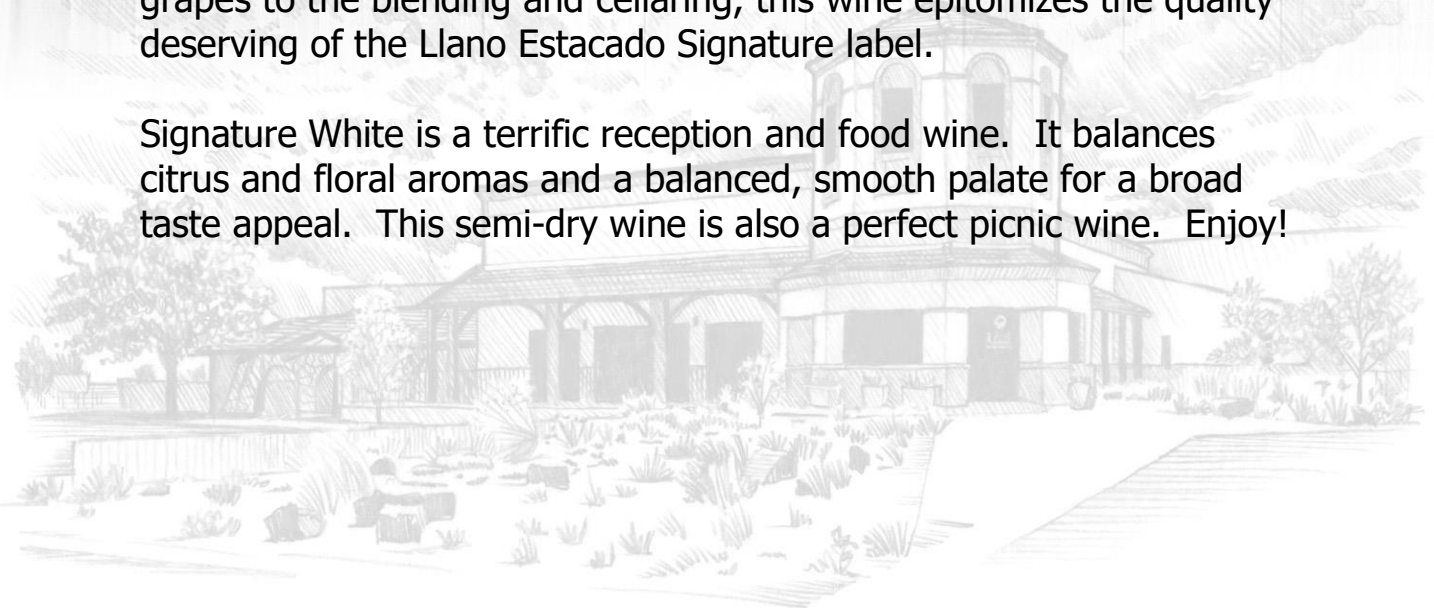 grapes to the blending and cellaring, this wine epitomizes the quality
deserving of the Llano Estacado Signature label.
Signature White is a terrific reception and food wine.  It balances
citrus and floral aromas and a balanced, smooth palate for a broad
taste appeal.  This semi-dry wine is also a perfect picnic wine.  Enjoy!